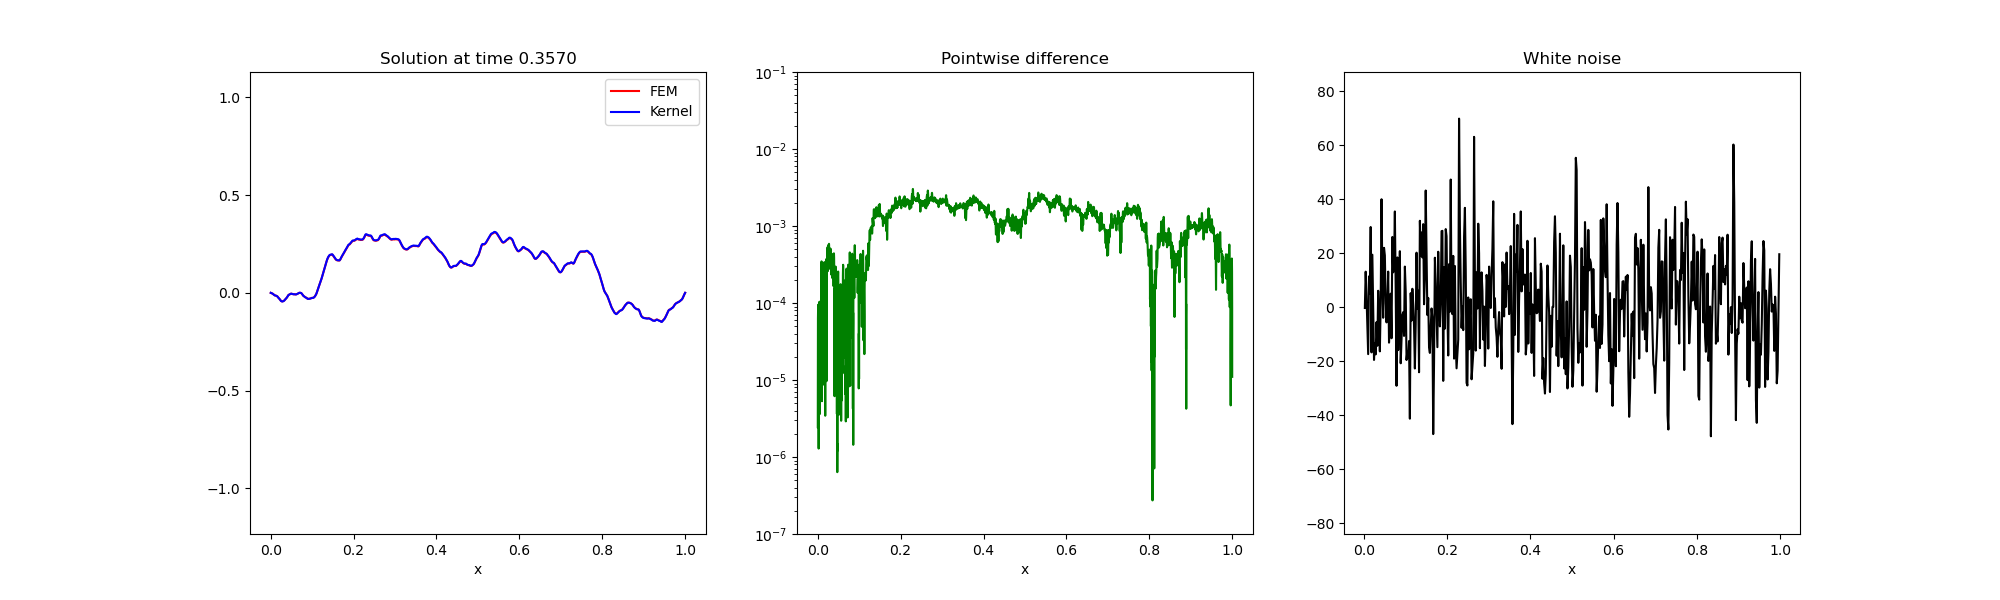 Solution at time 0.3570
1.0
0.5
0.0
−0.5
−1.0
0.0 0.2 0.4 0.6 0.8 1.0
x
FEM
Kernel
Pointwise difference
10⁻¹
10⁻²
10⁻³
10⁻⁴
10⁻⁵
10⁻⁶
10⁻⁷
0.0 0.2 0.4 0.6 0.8 1.0
x
White noise
80
60
40
20
0
−20
−40
−60
−80
0.0 0.2 0.4 0.6 0.8 1.0
x